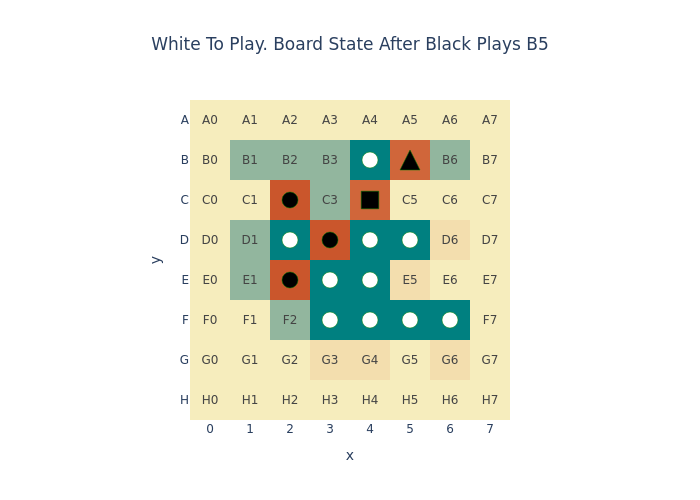 White To Play. Board State After Black Plays B5
A A0 A1 A2 A3 A4 A5 A6 A7
B B0 B1 B2 B3 B6 B7
C C0 C1 C3 C5 C6 C7
D D0 D1 D6 D7
E E0 E1 E5 E6 E7
F F0 F1 F2 F7
G G0 G1 G2 G3 G4 G5 G6 G7
H H0 H1 H2 H3 H4 H5 H6 H7
0 1 2 3 4 5 6 7
x
y